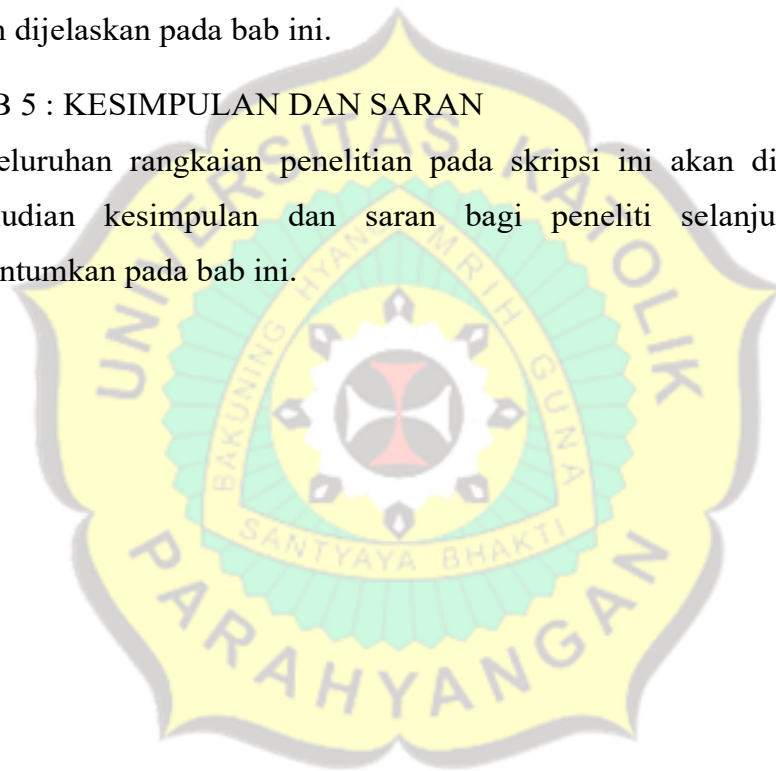 n dijelaskan pada bab ini.
B 5 : KESIMPULAN DAN SARAN
eluruhan rangkaian penelitian pada skripsi ini akan di
udian kesimpulan dan saran bagi peneliti selanju
ntumkan pada bab ini.
UNIVERSITAS KATOLIK
BAKUNING HYANG MRIH GUNA
SANTYAYA BHAKTI
PARAHYANGAN